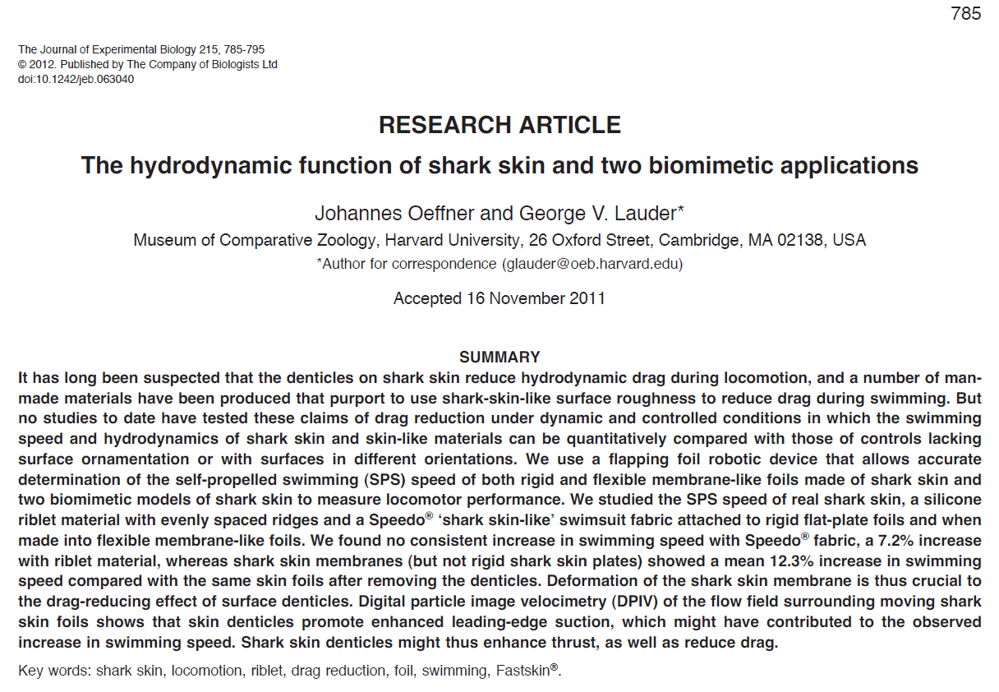 785
The Journal of Experimental Biology 215, 785-795
© 2012. Published by The Company of Biologists Ltd
doi:10.1242/jeb.063040
RESEARCH ARTICLE
The hydrodynamic function of shark skin and two biomimetic applications
Johannes Oeffner and George V. Lauder*
Museum of Comparative Zoology, Harvard University, 26 Oxford Street, Cambridge, MA 02138, USA
*Author for correspondence (glauder@oeb.harvard.edu)
Accepted 16 November 2011
SUMMARY
It has long been suspected that the denticles on shark skin reduce hydrodynamic drag during locomotion, and a number of man-
made materials have been produced that purport to use shark-skin-like surface roughness to reduce drag during swimming. But
no studies to date have tested these claims of drag reduction under dynamic and controlled conditions in which the swimming
speed and hydrodynamics of shark skin and skin-like materials can be quantitatively compared with those of controls lacking
surface ornamentation or with surfaces in different orientations. We use a flapping foil robotic device that allows accurate
determination of the self-propelled swimming (SPS) speed of both rigid and flexible membrane-like foils made of shark skin and
two biomimetic models of shark skin to measure locomotor performance. We studied the SPS speed of real shark skin, a silicone
riblet material with evenly spaced ridges and a Speedo® ‘shark skin-like’ swimsuit fabric attached to rigid flat-plate foils and when
made into flexible membrane-like foils. We found no consistent increase in swimming speed with Speedo® fabric, a 7.2% increase
with riblet material, whereas shark skin membranes (but not rigid shark skin plates) showed a mean 12.3% increase in swimming
speed compared with the same skin foils after removing the denticles. Deformation of the shark skin membrane is thus crucial to
the drag-reducing effect of surface denticles. Digital particle image velocimetry (DPIV) of the flow field surrounding moving shark
skin foils shows that skin denticles promote enhanced leading-edge suction, which might have contributed to the observed
increase in swimming speed. Shark skin denticles might thus enhance thrust, as well as reduce drag.
Key words: shark skin, locomotion, riblet, drag reduction, foil, swimming, Fastskin®.